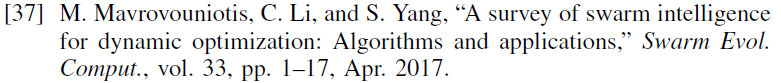 [37] M. Mavrovouniotis, C. Li, and S. Yang, “A survey of swarm intelligence
for dynamic optimization: Algorithms and applications,” Swarm Evol.
Comput., vol. 33, pp. 1–17, Apr. 2017.